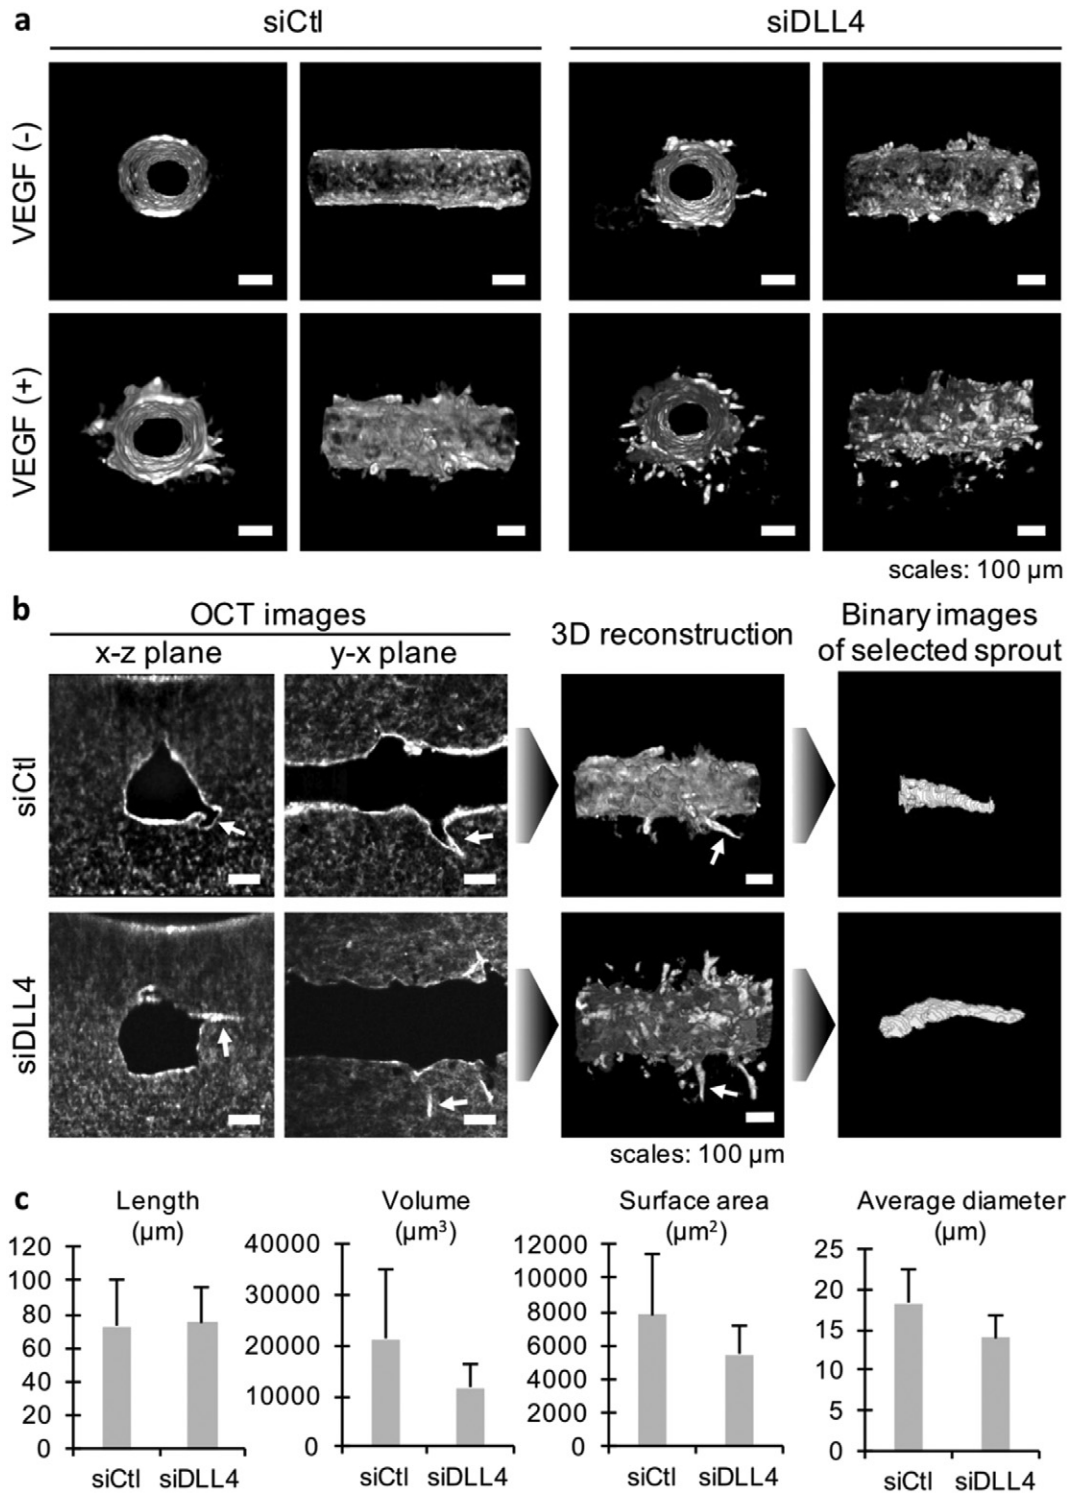 a
siCtl
siDLL4
VEGF (-)
VEGF (+)
scales: 100 µm
b
OCT images
x-z plane
y-x plane
3D reconstruction
Binary images
of selected sprout
siCtl
siDLL4
scales: 100 µm
c
Length
(µm)
120
100
80
60
40
20
0
siCtl siDLL4
Volume
(µm³)
40000
30000
20000
10000
0
siCtl siDLL4
Surface area
(µm²)
12000
10000
8000
6000
4000
2000
0
siCtl siDLL4
Average diameter
(µm)
25
20
15
10
5
0
siCtl siDLL4